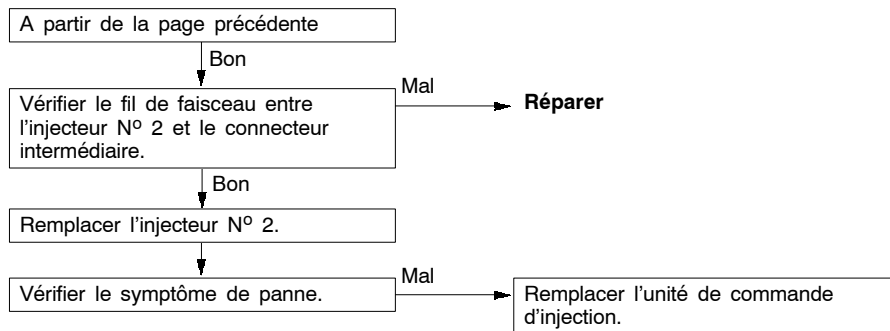 A partir de la page précédente
Bon
Vérifier le fil de faisceau entre
l'injecteur Nº 2 et le connecteur
intermédiaire.
Mal
Réparer
Bon
Remplacer l'injecteur Nº 2.
Vérifier le symptôme de panne.
Mal
Remplacer l'unité de commande
d'injection.